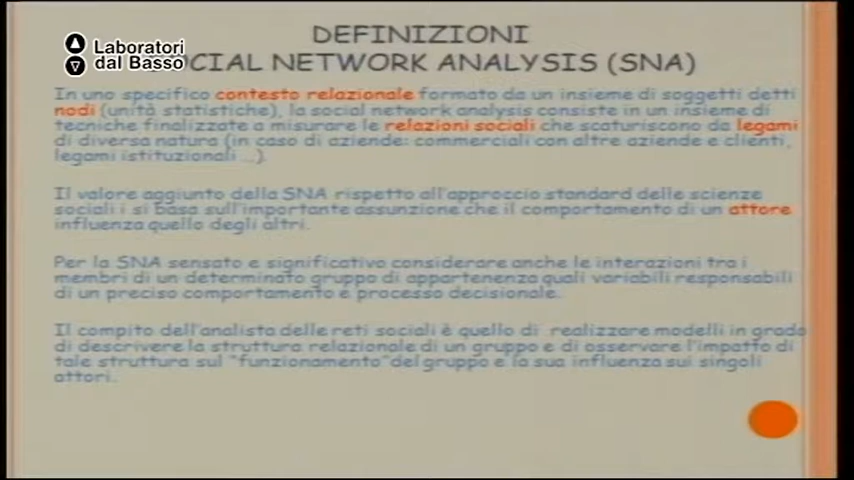 DEFINIZIONI
Laboratori
dal Basso
SOCIAL NETWORK ANALYSIS (SNA)
In uno specifico contesto relazionale formato da un insieme di soggetti detti
nodi (unità statistiche), la social network analysis consiste in un insieme di
tecniche finalizzate a misurare le relazioni sociali che scaturiscono da legami
di diversa natura (in caso di aziende: commerciali con altre aziende e clienti,
legami istituzionali ...).
Il valore aggiunto della SNA rispetto all'approccio standard delle scienze
sociali i si basa sull'importante assunzione che il comportamento di un attore
influenza quello degli altri.
Per la SNA sensato e significativo considerare anche le interazioni tra i
membri di un determinato gruppo di appartenenza quali variabili responsabili
di un preciso comportamento e processo decisionale.
Il compito dell'analista delle reti sociali è quello di realizzare modelli in grado
di descrivere la struttura relazionale di un gruppo e di osservare l'impatto di
tale struttura sul "funzionamento"del gruppo e la sua influenza sui singoli
attori.